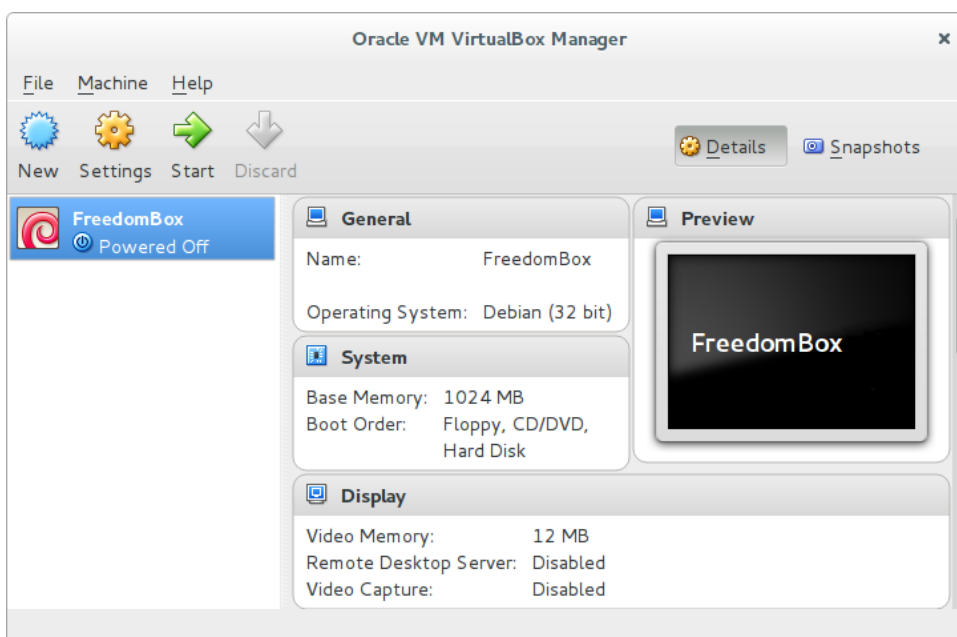 Oracle VM VirtualBox Manager
File Machine Help
New Settings Start Discard
Details Snapshots
FreedomBox
Powered Off
General
Name: FreedomBox
Operating System: Debian (32 bit)
System
Base Memory: 1024 MB
Boot Order: Floppy, CD/DVD,
Hard Disk
Preview
FreedomBox
Display
Video Memory: 12 MB
Remote Desktop Server: Disabled
Video Capture: Disabled